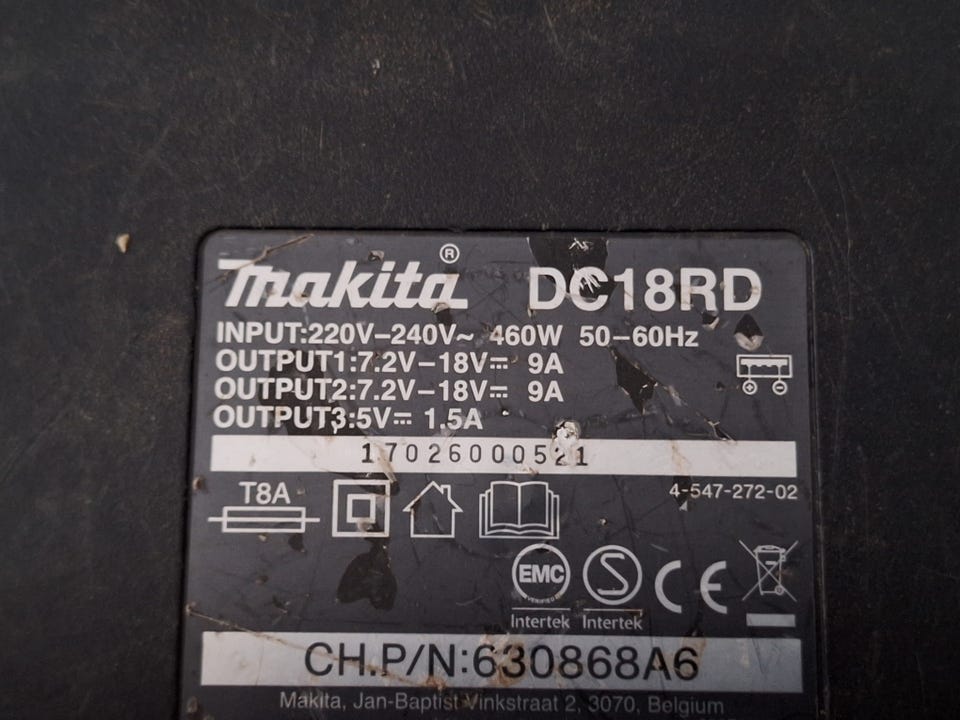 makita® DC18RD
INPUT:220V–240V~ 460W 50–60Hz
OUTPUT1:7.2V–18V⎓ 9A
OUTPUT2:7.2V–18V⎓ 9A
OUTPUT3:5V⎓ 1.5A
17026000521
T8A
4-547-272-02
EMC S CE
VERIFIED
Intertek Intertek
CH.P/N:630868A6
Makita, Jan-Baptist Vinkstraat 2, 3070, Belgium